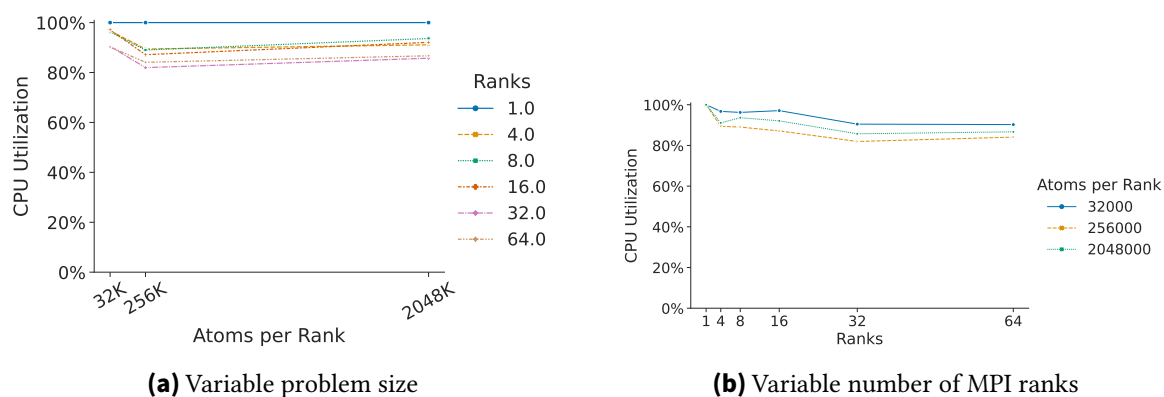 100%
80%
60%
40%
20%
0%
CPU Utilization
32K
256K
2048K
Atoms per Rank
Ranks
1.0
4.0
8.0
16.0
32.0
64.0
(a) Variable problem size
100%
80%
60%
40%
20%
0%
CPU Utilization
1 4 8 16 32 64
Ranks
Atoms per Rank
32000
256000
2048000
(b) Variable number of MPI ranks